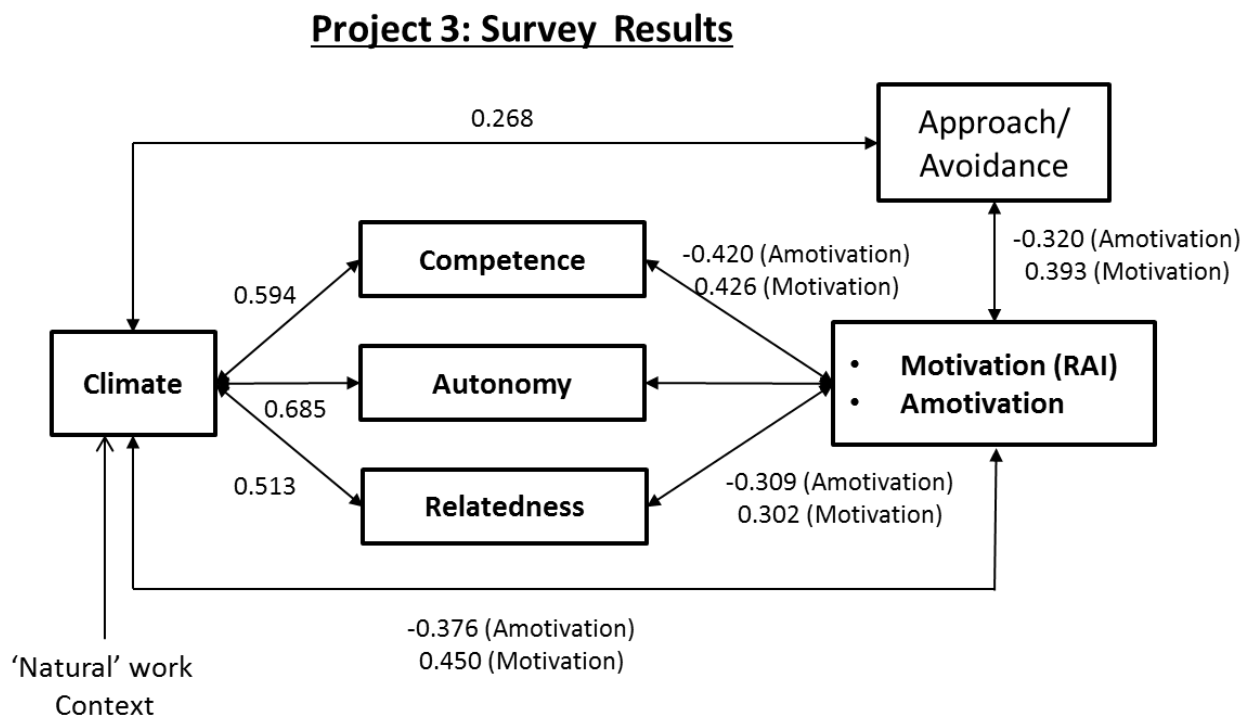 Project 3: Survey Results
0.268
Approach/
Avoidance
-0.320 (Amotivation)
0.393 (Motivation)
Competence
-0.420 (Amotivation)
0.426 (Motivation)
0.594
Climate
Autonomy
• Motivation (RAI)
• Amotivation
0.685
0.513
Relatedness
-0.309 (Amotivation)
0.302 (Motivation)
-0.376 (Amotivation)
0.450 (Motivation)
‘Natural’ work
Context